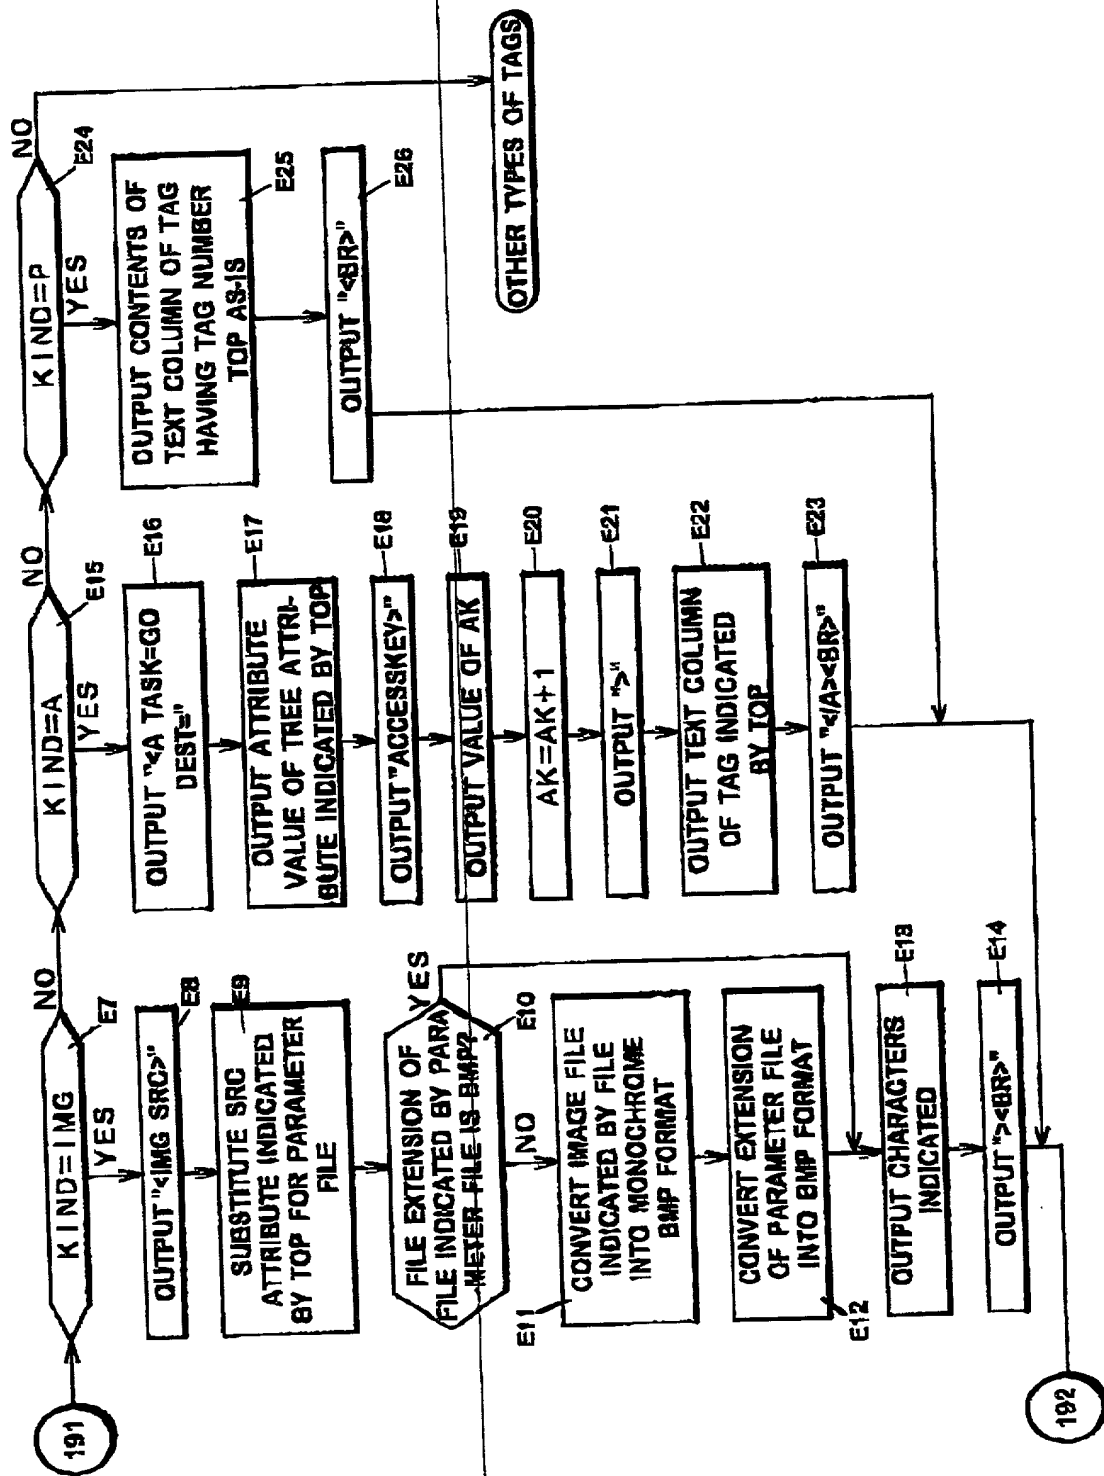 191
KIND=IMG
E7
NO
YES
OUTPUT "<IMG SRC>"
E8
SUBSTITUTE SRC
ATTRIBUTE INDICATED
BY TOP FOR PARAMETER
FILE
E9
FILE EXTENSION OF
FILE INDICATED BY PARA
METER FILE IS BMP?
E10
YES
NO
CONVERT IMAGE FILE
INDICATED BY FILE
INTO MONOCHROME
BMP FORMAT
E11
CONVERT EXTENSION
OF PARAMETER FILE
INTO BMP FORMAT
E12
OUTPUT CHARACTERS
INDICATED
E13
OUTPUT "><BR>"
E14
192
KIND=A
E15
NO
YES
OUTPUT "<A TASK=GO
DEST="
E16
OUTPUT ATTRIBUTE
VALUE OF TREE ATTRI-
BUTE INDICATED BY TOP
E17
OUTPUT"ACCESSKEY>"
E18
OUTPUT VALUE OF AK
E19
AK=AK+1
E20
OUTPUT ">"
E21
OUTPUT TEXT COLUMN
OF TAG INDICATED
BY TOP
E22
OUTPUT "</A><BR>"
E23
KIND=P
E24
NO
YES
OUTPUT CONTENTS OF
TEXT COLUMN OF TAG
HAVING TAG NUMBER
TOP AS-IS
E25
OUTPUT "<BR>"
E26
OTHER TYPES OF TAGS